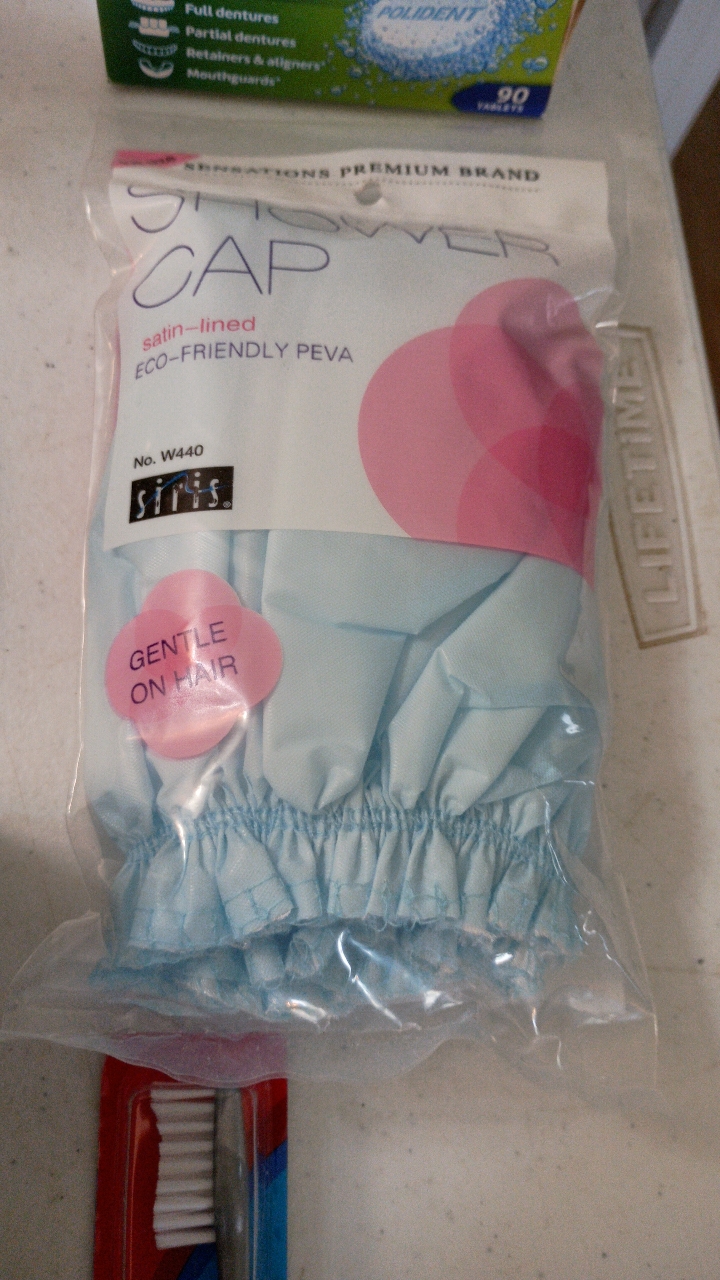 Full dentures
Partial dentures
Retainers & aligners
Mouthguards
POLIDENT
90
TABLETS
SENSATIONS PREMIUM BRAND
SHOWER
CAP
satin-lined
ECO-FRIENDLY PEVA
No. W440
siris®
GENTLE
ON HAIR
LIFETIME